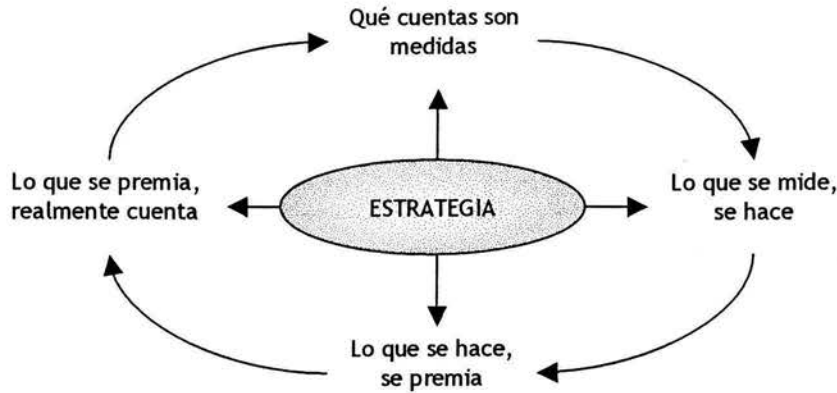 Qué cuentas son
medidas
Lo que se premia,
realmente cuenta
ESTRATEGIA
Lo que se mide,
se hace
Lo que se hace,
se premia